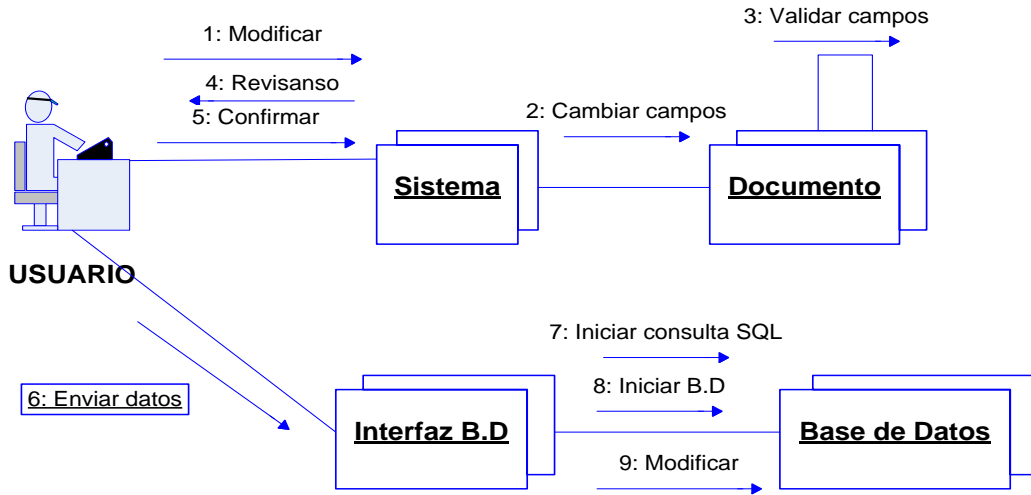 3: Validar campos
1: Modificar
4: Revisanso
5: Confirmar
2: Cambiar campos
Sistema
Documento
USUARIO
7: Iniciar consulta SQL
8: Iniciar B.D
6: Enviar datos
Interfaz B.D
Base de Datos
9: Modificar